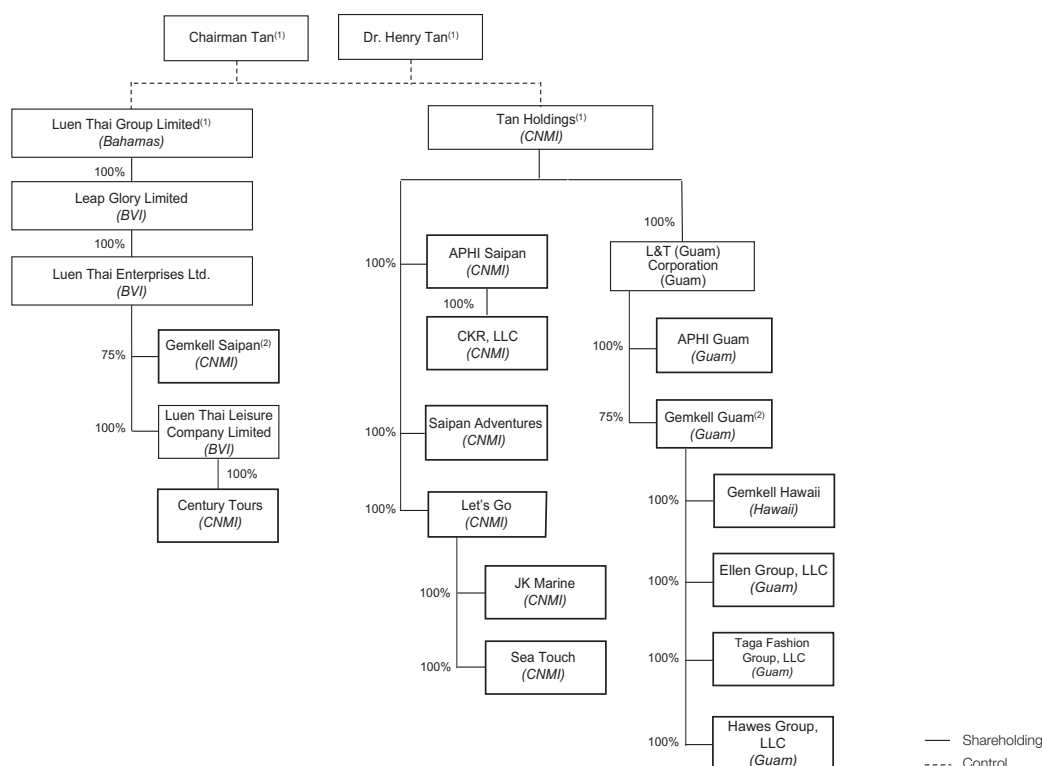 Chairman Tan(1)
Dr. Henry Tan(1)
Luen Thai Group Limited(1)
(Bahamas)
Tan Holdings(1)
(CNMI)
100%
Leap Glory Limited
(BVI)
100%
Luen Thai Enterprises Ltd.
(BVI)
75%
Gemkell Saipan(2)
(CNMI)
100%
Luen Thai Leisure
Company Limited
(BVI)
100%
Century Tours
(CNMI)
100%
APHI Saipan
(CNMI)
100%
CKR, LLC
(CNMI)
100%
Saipan Adventures
(CNMI)
100%
Let's Go
(CNMI)
100%
JK Marine
(CNMI)
100%
Sea Touch
(CNMI)
100%
L&T (Guam)
Corporation
(Guam)
100%
APHI Guam
(Guam)
75%
Gemkell Guam(2)
(Guam)
100%
Gemkell Hawaii
(Hawaii)
100%
Ellen Group, LLC
(Guam)
100%
Taga Fashion
Group, LLC
(Guam)
100%
Hawes Group,
LLC
(Guam)
Shareholding
Control